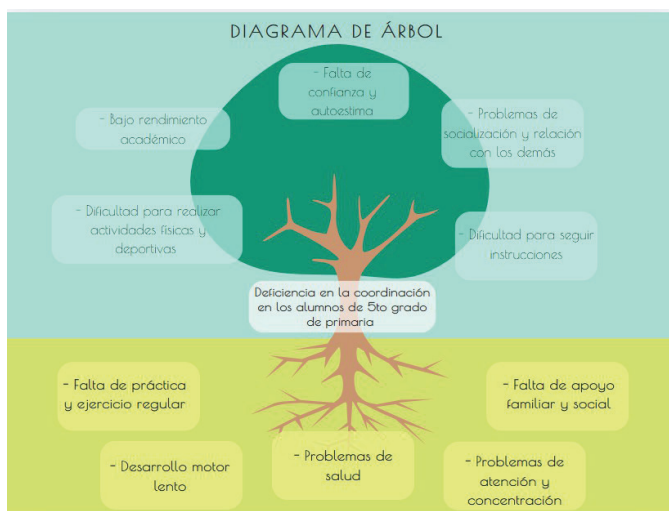 DIAGRAMA DE ÁRBOL
- Falta de
confianza y
autoestima
- Bajo rendimiento
académico
- Problemas de
socialización y relación
con los demás
- Dificultad para realizar
actividades físicas y
deportivas
- Dificultad para seguir
instrucciones
Deficiencia en la coordinación
en los alumnos de 5to grado
de primaria
- Falta de práctica
y ejercicio regular
- Falta de apoyo
familiar y social
- Desarrollo motor
lento
- Problemas de
salud
- Problemas de
atención y
concentración